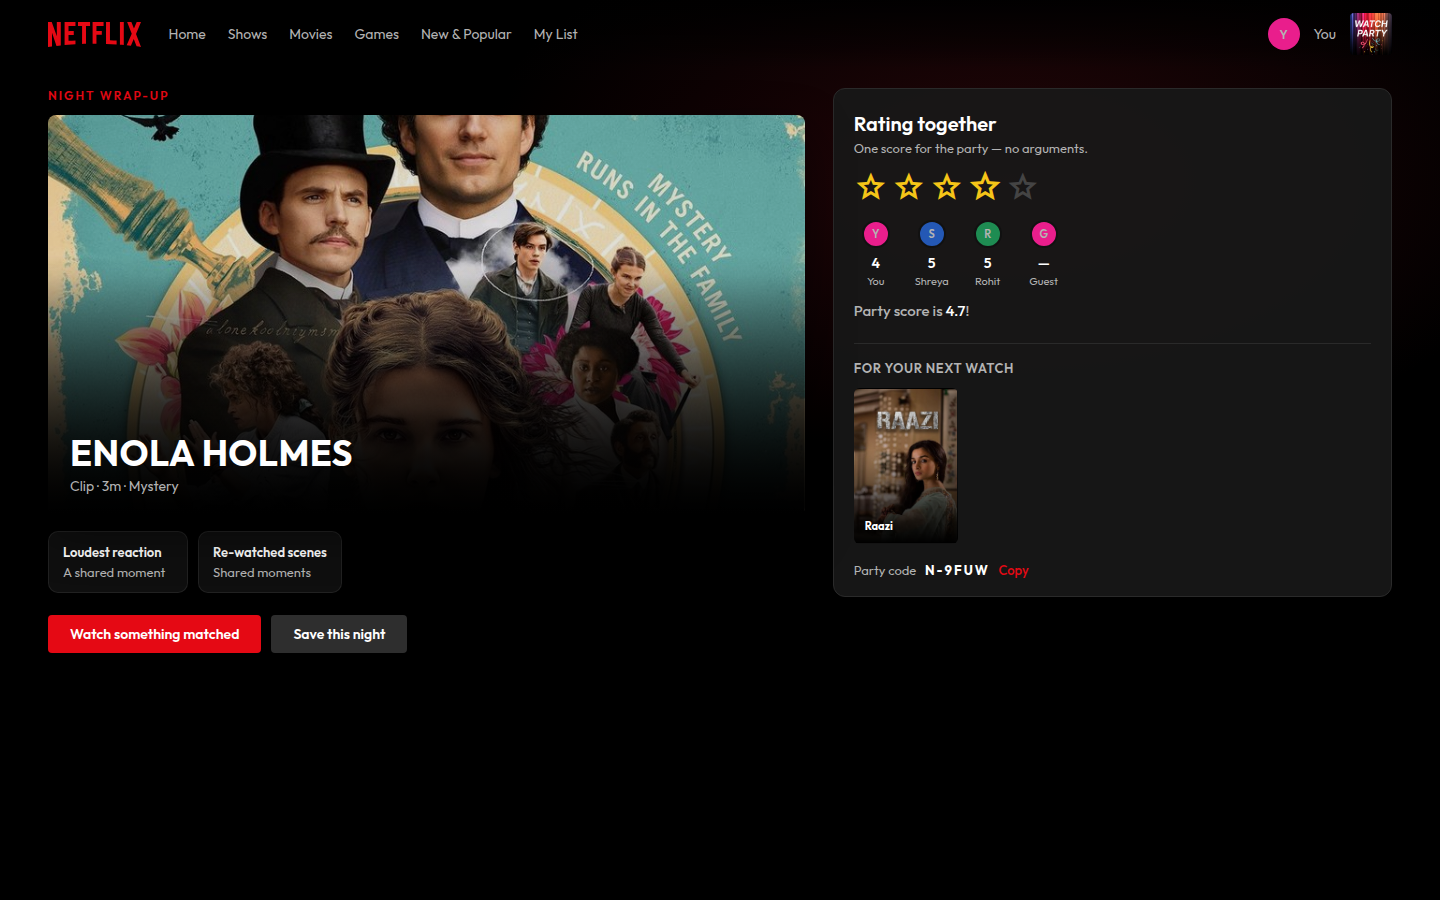 NETFLIX
Home
Shows
Movies
Games
New & Popular
My List
Y
You
WATCH
PARTY
NIGHT WRAP-UP
MYSTERY
RUNS IN THE FAMILY
ENOLA HOLMES
Clip · 3m · Mystery
Loudest reaction
A shared moment
Re-watched scenes
Shared moments
Watch something matched
Save this night
Rating together
One score for the party — no arguments.
Y
S
R
G
4
5
5
—
You
Shreya
Rohit
Guest
Party score is 4.7!
FOR YOUR NEXT WATCH
RAAZI
Raazi
Party code N-9FUW Copy